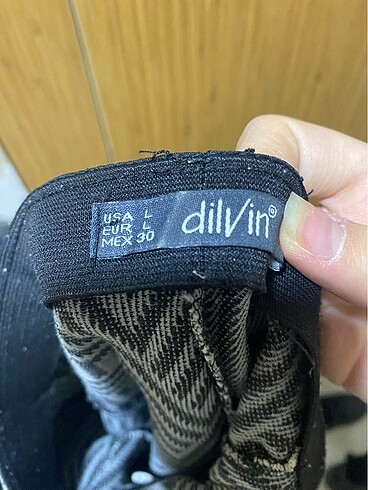 USA L
EUR L
MEX 30
dilvin®